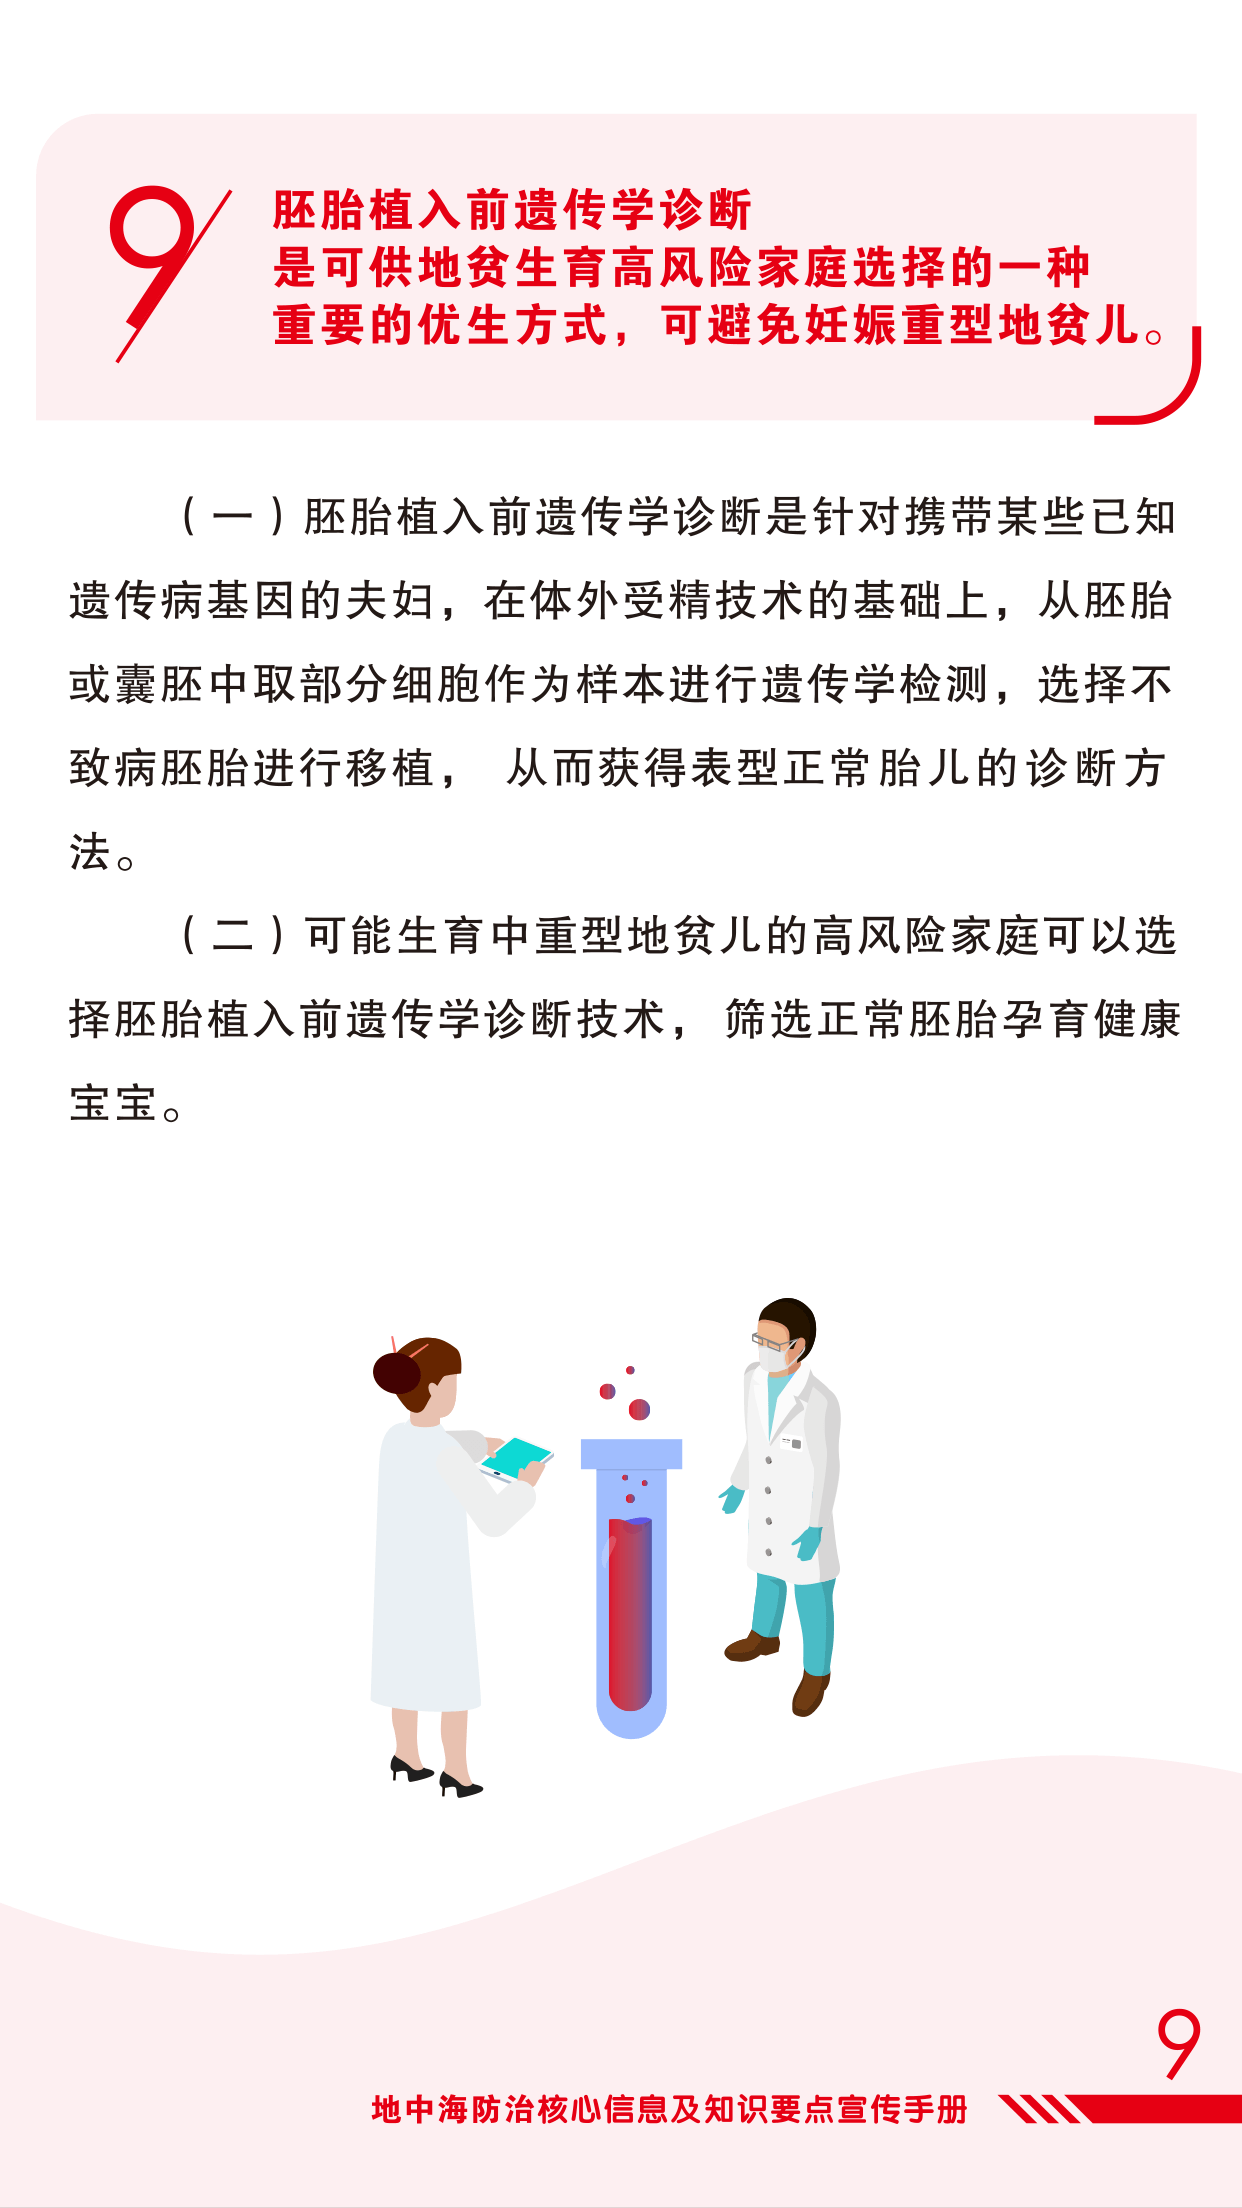 9
胚胎植入前遗传学诊断
是可供地贫生育高风险家庭选择的一种
重要的优生方式，可避免妊娠重型地贫儿。
（一）胚胎植入前遗传学诊断是针对携带某些已知
遗传病基因的夫妇，在体外受精技术的基础上，从胚胎
或囊胚中取部分细胞作为样本进行遗传学检测，选择不
致病胚胎进行移植， 从而获得表型正常胎儿的诊断方
法。
（二）可能生育中重型地贫儿的高风险家庭可以选
择胚胎植入前遗传学诊断技术， 筛选正常胚胎孕育健康
宝宝。
9
地中海防治核心信息及知识要点宣传手册